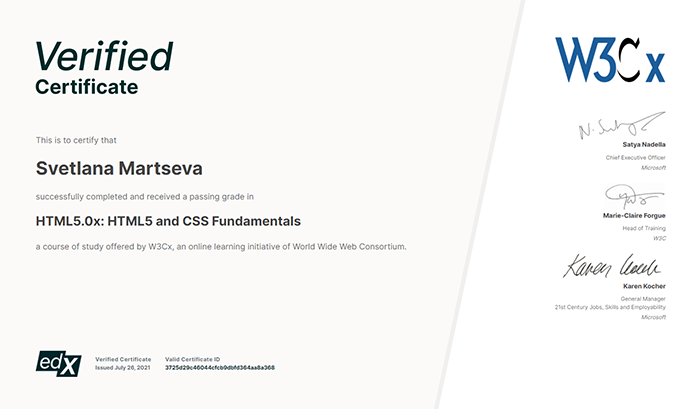 Verified
Certificate
This is to certify that
Svetlana Martseva
successfully completed and received a passing grade in
HTML5.0x: HTML5 and CSS Fundamentals
a course of study offered by W3Cx, an online learning initiative of World Wide Web Consortium.
edX
Verified Certificate
Issued July 26, 2021
Valid Certificate ID
3725d29c46044cfcb9dbfd364aa8a368
W3Cx
Satya Nadella
Chief Executive Officer
Microsoft
Marie-Claire Forgue
Head of Training
W3C
Karen Kocher
Karen Kocher
General Manager
21st Century Jobs, Skills and Employability
Microsoft